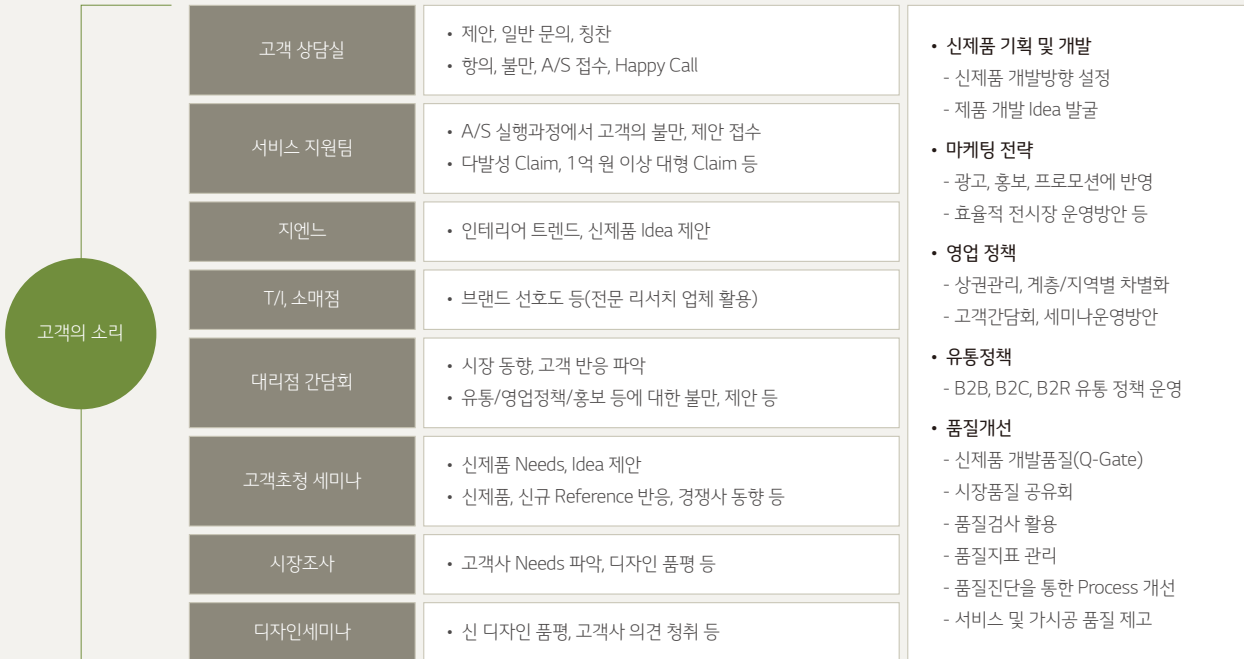 고객의 소리
고객 상담실
• 제안, 일반 문의, 칭찬
• 항의, 불만, A/S 접수, Happy Call
서비스 지원팀
• A/S 실행과정에서 고객의 불만, 제안 접수
• 다발성 Claim, 1억 원 이상 대형 Claim 등
지엔느
• 인테리어 트렌드, 신제품 Idea 제안
T/I, 소매점
• 브랜드 선호도 등(전문 리서치 업체 활용)
대리점 간담회
• 시장 동향, 고객 반응 파악
• 유통/영업정책/홍보 등에 대한 불만, 제안 등
고객초청 세미나
• 신제품 Needs, Idea 제안
• 신제품, 신규 Reference 반응, 경쟁사 동향 등
시장조사
• 고객사 Needs 파악, 디자인 품평 등
디자인세미나
• 신 디자인 품평, 고객사 의견 청취 등
• 신제품 기획 및 개발
- 신제품 개발방향 설정
- 제품 개발 Idea 발굴
• 마케팅 전략
- 광고, 홍보, 프로모션에 반영
- 효율적 전시장 운영방안 등
• 영업 정책
- 상권관리, 계층/지역별 차별화
- 고객간담회, 세미나운영방안
• 유통정책
- B2B, B2C, B2R 유통 정책 운영
• 품질개선
- 신제품 개발품질(Q-Gate)
- 시장품질 공유회
- 품질검사 활용
- 품질지표 관리
- 품질진단을 통한 Process 개선
- 서비스 및 가시공 품질 제고